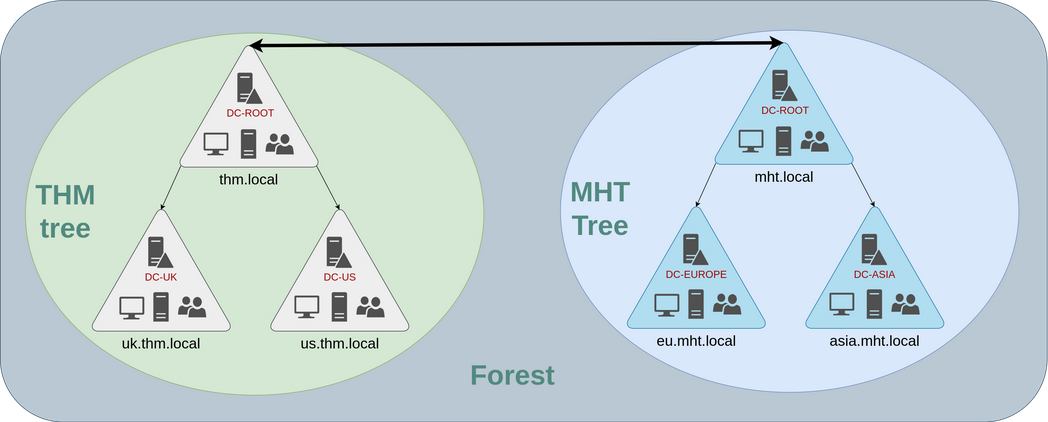 DC-ROOT
thm.local
THM
tree
DC-UK
uk.thm.local
DC-US
us.thm.local
DC-ROOT
mht.local
MHT
Tree
DC-EUROPE
eu.mht.local
DC-ASIA
asia.mht.local
Forest